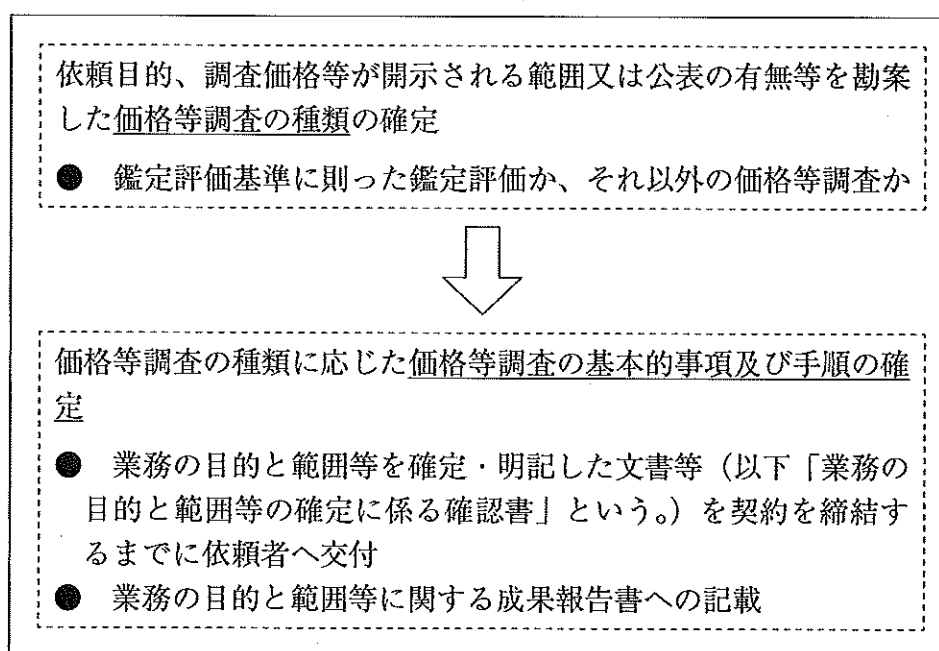 依頼目的、調査価格等が開示される範囲又は公表の有無等を勘案
した価格等調査の種類の確定
● 鑑定評価基準に則った鑑定評価か、それ以外の価格等調査か
価格等調査の種類に応じた価格等調査の基本的事項及び手順の確
定
● 業務の目的と範囲等を確定・明記した文書等（以下「業務の
目的と範囲等の確定に係る確認書」という。）を契約を締結す
るまでに依頼者へ交付
● 業務の目的と範囲等に関する成果報告書への記載